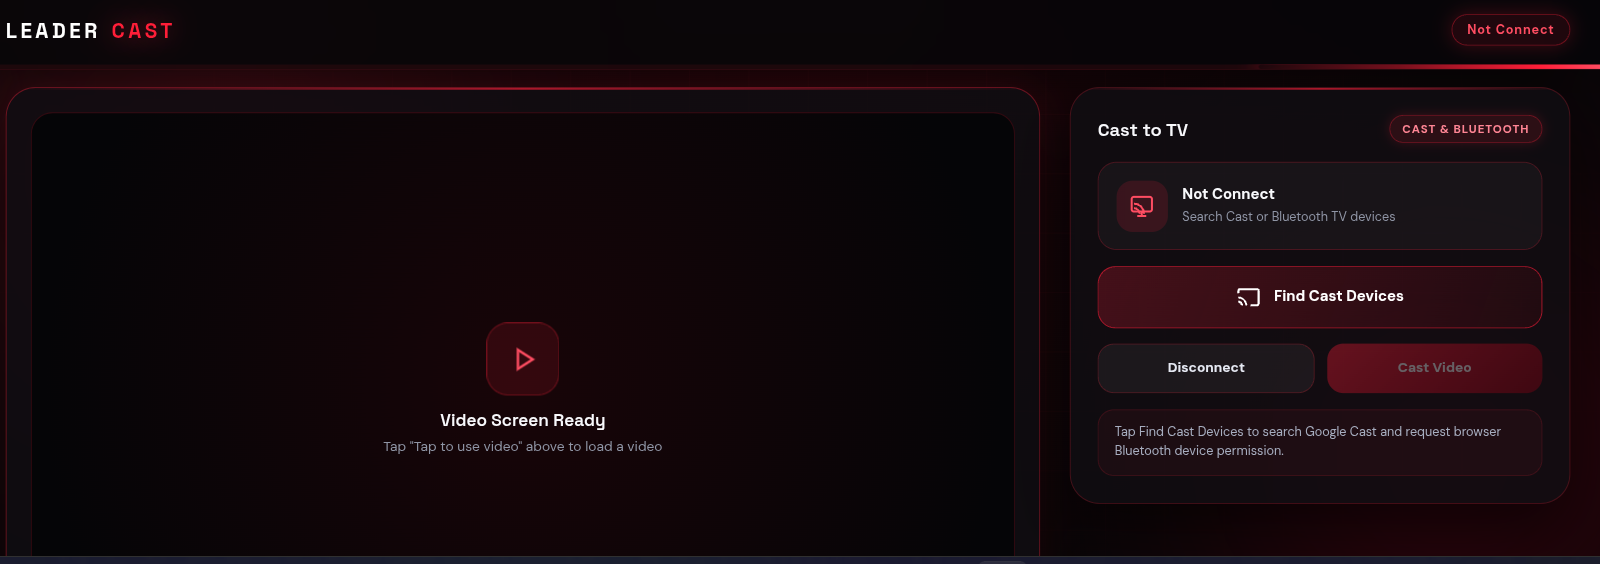 LEADER CAST
Not Connect
Video Screen Ready
Tap "Tap to use video" above to load a video
Cast to TV
CAST & BLUETOOTH
Not Connect
Search Cast or Bluetooth TV devices
Find Cast Devices
Disconnect
Cast Video
Tap Find Cast Devices to search Google Cast and request browser
Bluetooth device permission.